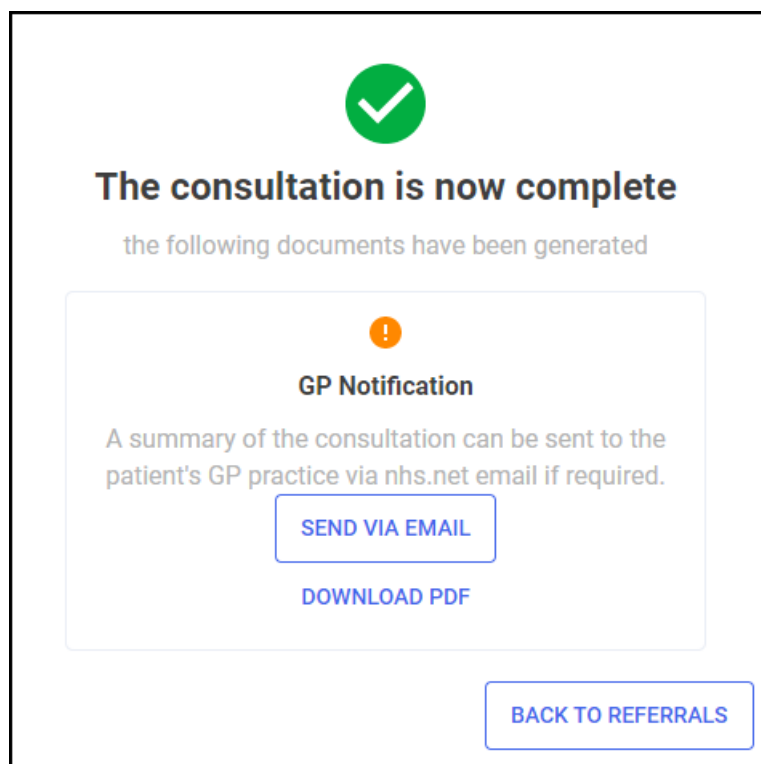 The consultation is now complete
the following documents have been generated
GP Notification
A summary of the consultation can be sent to the
patient's GP practice via nhs.net email if required.
SEND VIA EMAIL
DOWNLOAD PDF
BACK TO REFERRALS